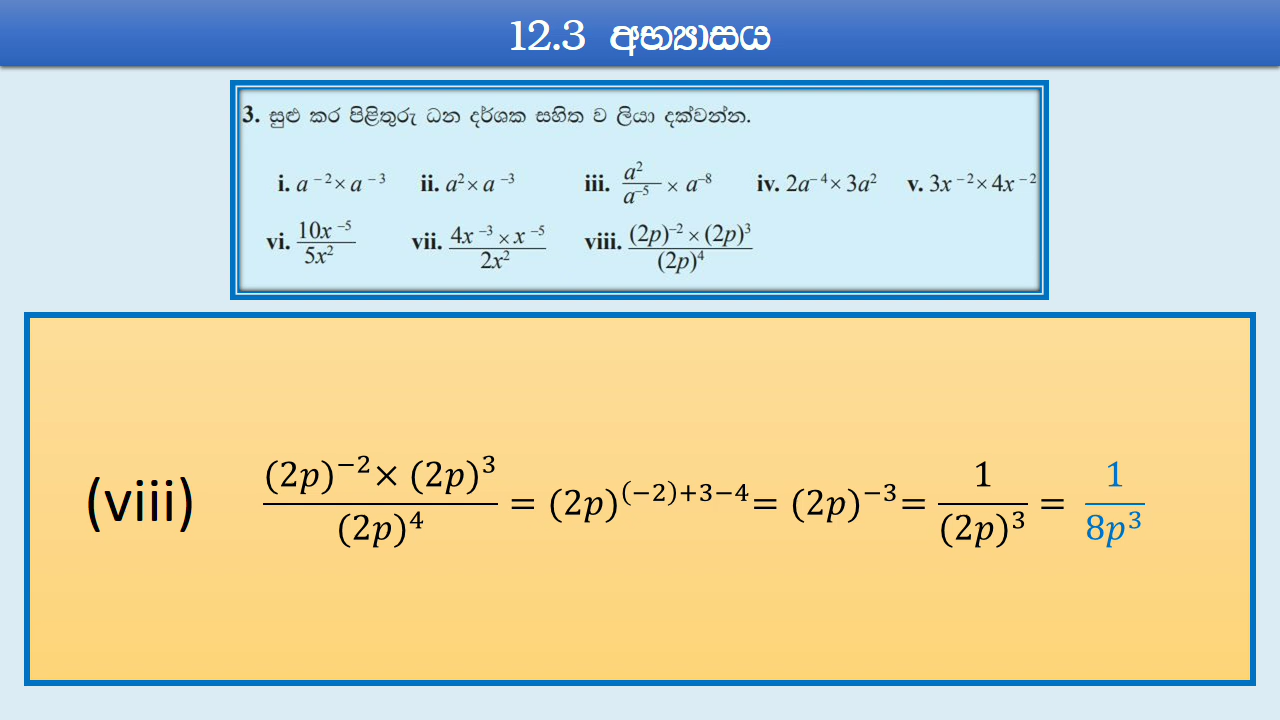 12.3 අභ්‍යාසය
3. සුළු කර පිළිතුරු ධන දර්ශක සහිත ව ලියා දක්වන්න.
i. a⁻² × a⁻³ ii. a² × a⁻³ iii. a²/a⁻⁵ × a⁻⁸ iv. 2a⁻⁴ × 3a² v. 3x⁻² × 4x⁻²
vi. 10x⁻⁵/5x² vii. 4x⁻³ × x⁻⁵/2x² viii. (2p)⁻² × (2p)³/(2p)⁴
(viii) (2p)⁻² × (2p)³/(2p)⁴ = (2p)⁽⁻²⁾⁺³⁻⁴ = (2p)⁻³ = 1/(2p)³ = 1/8p³